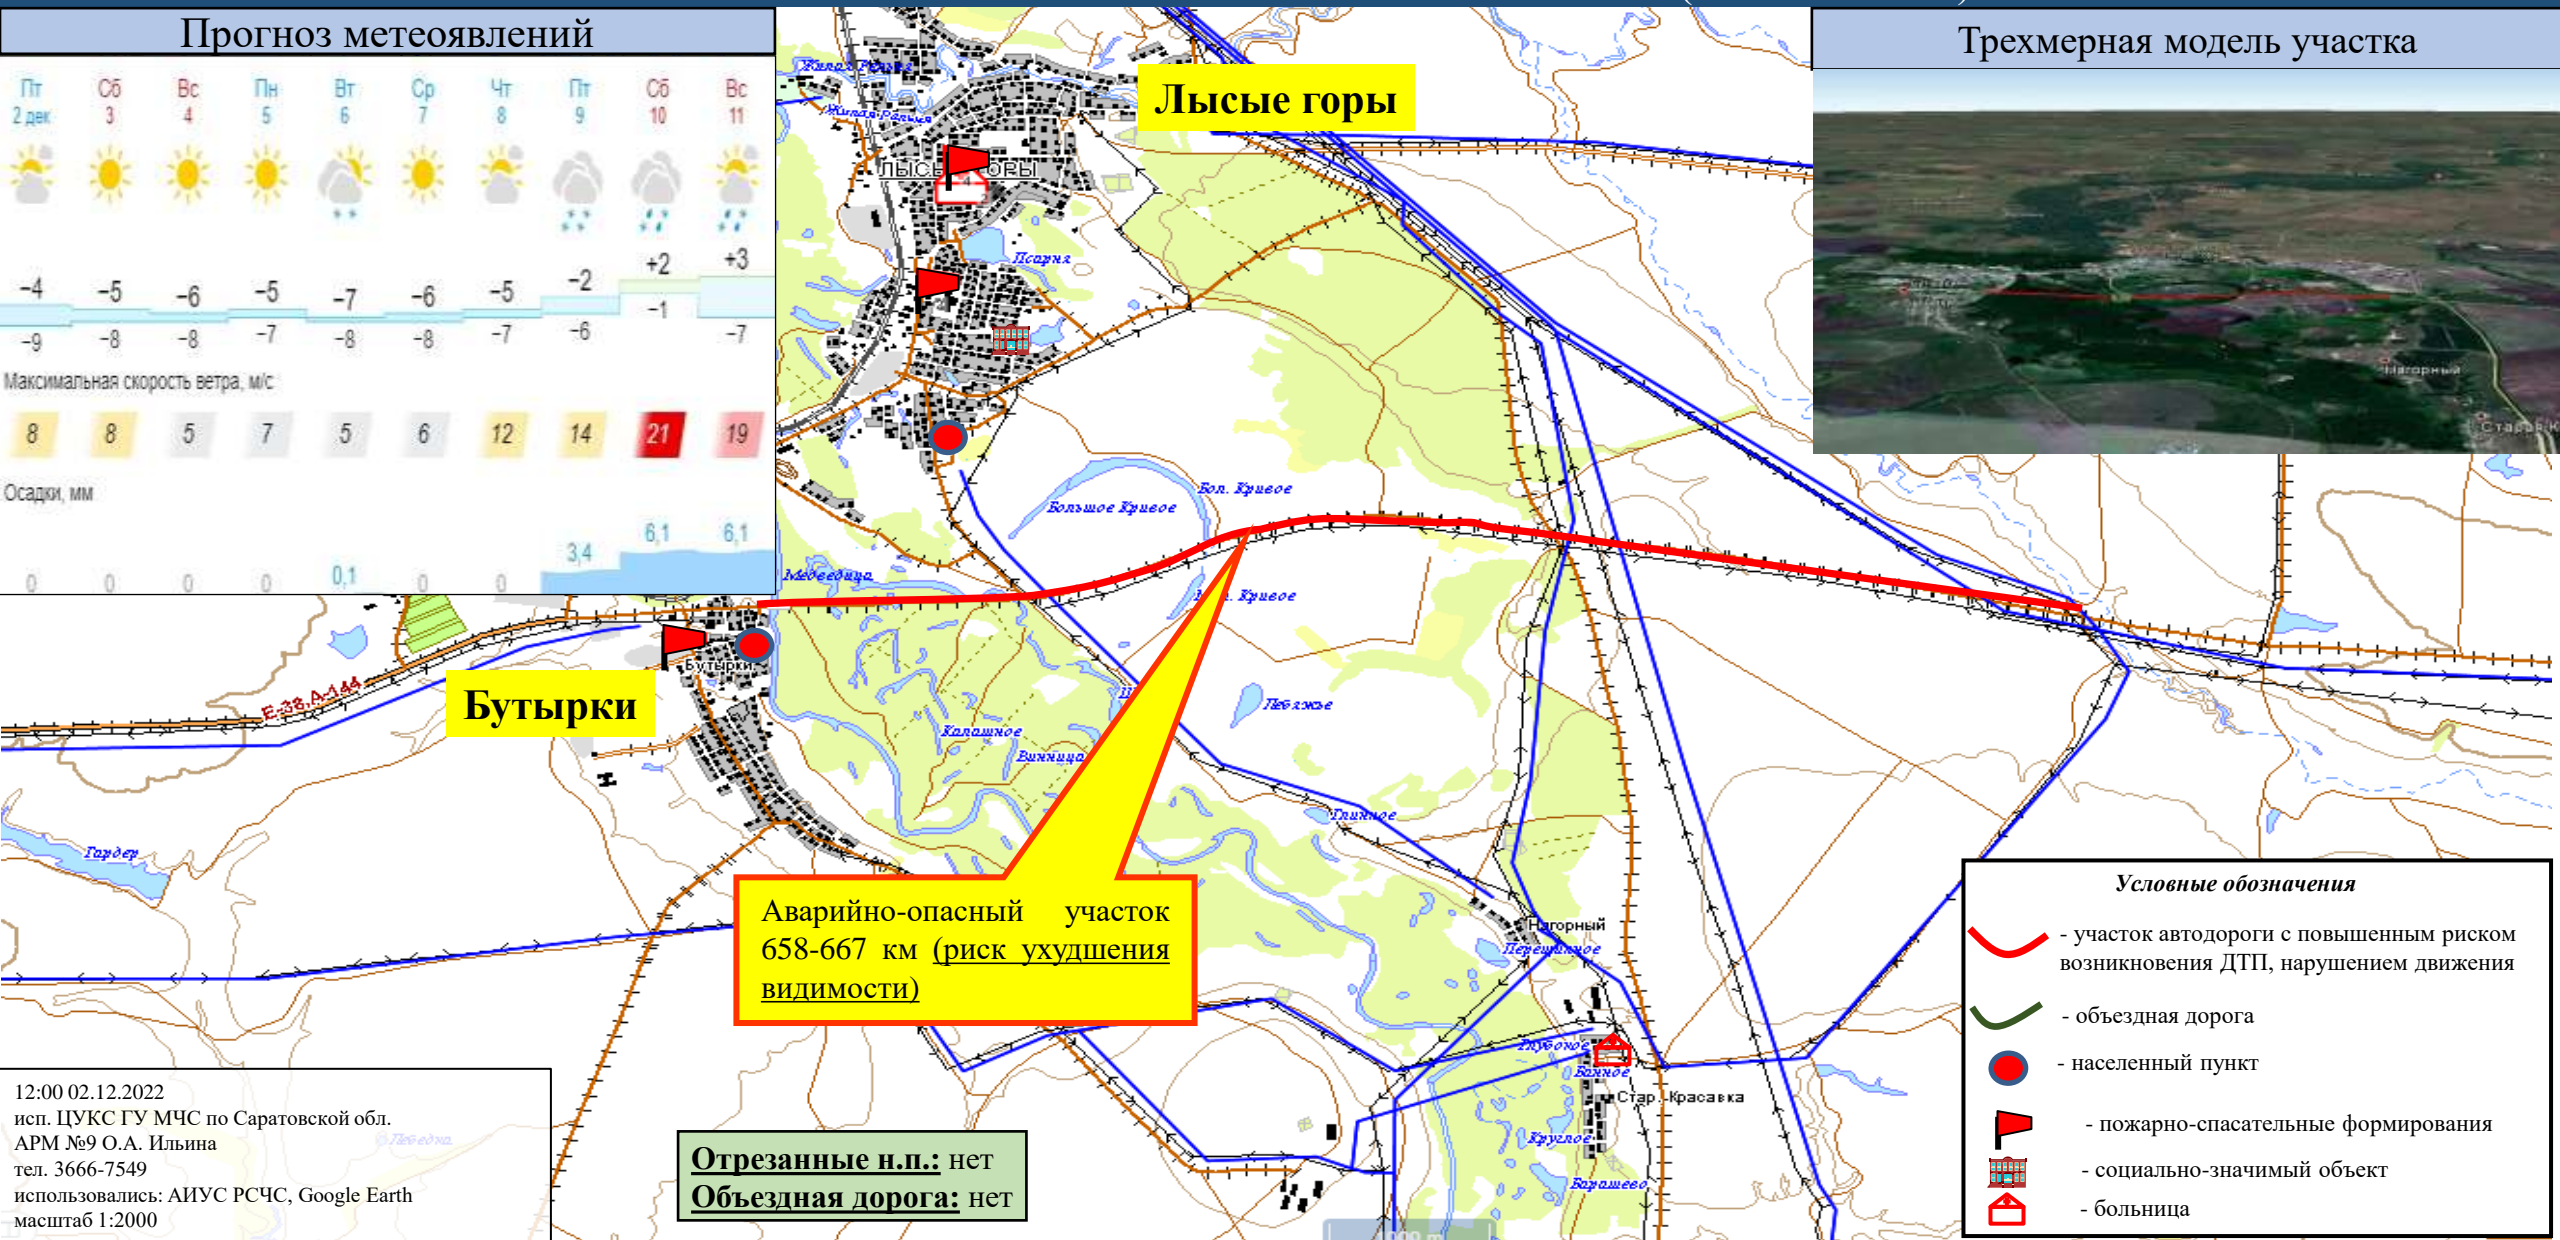 Прогноз метеоявлений
Пт Сб Вс Пн Вт Ср Чт Пт Сб Вс
2 дек 3 4 5 6 7 8 9 10 11
−4 −5 −6 −5 −7 −6 −5 −2 +2 +3
−9 −8 −8 −7 −8 −8 −7 −6 −1 −7
Максимальная скорость ветра, м/с
8 8 5 7 5 6 12 14 21 19
Осадки, мм
0 0 0 0 0,1 0 0 3,4 6,1 6,1
Трехмерная модель участка
Нагорный
Лысые горы
Псарня
Большое Кривое
Бол. Кривое
Кривое
Медведица
Бутырки
Бутырки
E-38,A-144
Лебяжье
Калашное
Винница
Глинное
Гардер
Аварийно-опасный участок
658-667 км (риск ухудшения
видимости)
Нагорный
Глубокое
Банное
Стар. Красавка
Круглое
Барашево
Условные обозначения
- участок автодороги с повышенным риском
возникновения ДТП, нарушением движения
- объездная дорога
- населенный пункт
- пожарно-спасательные формирования
- социально-значимый объект
- больница
12:00 02.12.2022
исп. ЦУКС ГУ МЧС по Саратовской обл.
АРМ №9 О.А. Ильина
тел. 3666-7549
использовались: АИУС РСЧС, Google Earth
масштаб 1:2000
Отрезанные н.п.: нет
Объездная дорога: нет